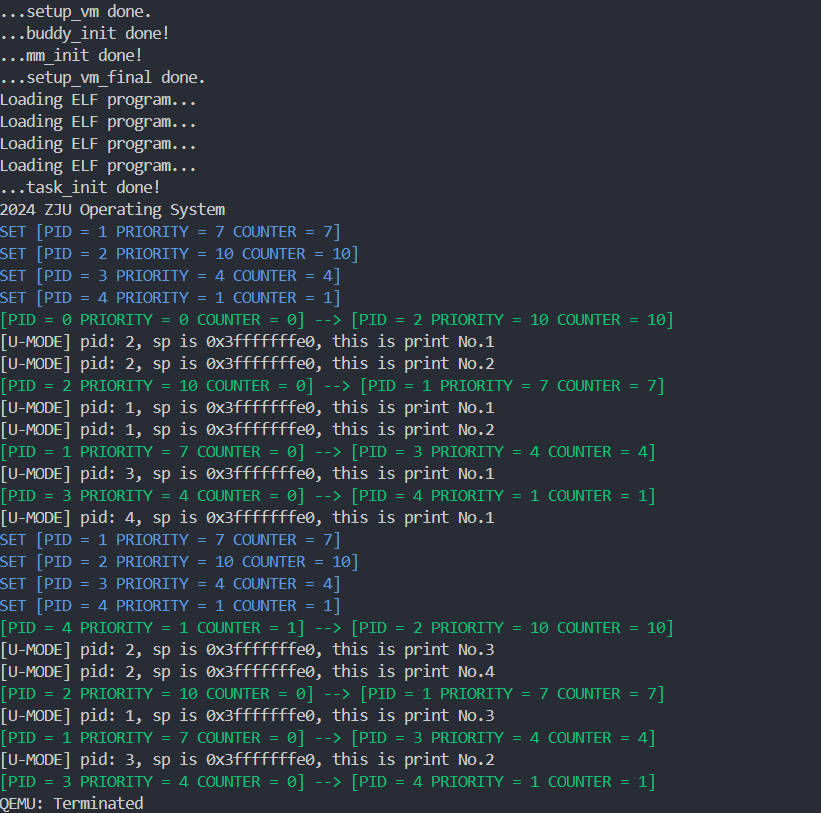 ...setup_vm done.
...buddy_init done!
...mm_init done!
...setup_vm_final done.
Loading ELF program...
Loading ELF program...
Loading ELF program...
Loading ELF program...
...task_init done!
2024 ZJU Operating System
SET [PID = 1 PRIORITY = 7 COUNTER = 7]
SET [PID = 2 PRIORITY = 10 COUNTER = 10]
SET [PID = 3 PRIORITY = 4 COUNTER = 4]
SET [PID = 4 PRIORITY = 1 COUNTER = 1]
[PID = 0 PRIORITY = 0 COUNTER = 0] --> [PID = 2 PRIORITY = 10 COUNTER = 10]
[U-MODE] pid: 2, sp is 0x3fffffffe0, this is print No.1
[U-MODE] pid: 2, sp is 0x3fffffffe0, this is print No.2
[PID = 2 PRIORITY = 10 COUNTER = 0] --> [PID = 1 PRIORITY = 7 COUNTER = 7]
[U-MODE] pid: 1, sp is 0x3fffffffe0, this is print No.1
[U-MODE] pid: 1, sp is 0x3fffffffe0, this is print No.2
[PID = 1 PRIORITY = 7 COUNTER = 0] --> [PID = 3 PRIORITY = 4 COUNTER = 4]
[U-MODE] pid: 3, sp is 0x3fffffffe0, this is print No.1
[PID = 3 PRIORITY = 4 COUNTER = 0] --> [PID = 4 PRIORITY = 1 COUNTER = 1]
[U-MODE] pid: 4, sp is 0x3fffffffe0, this is print No.1
SET [PID = 1 PRIORITY = 7 COUNTER = 7]
SET [PID = 2 PRIORITY = 10 COUNTER = 10]
SET [PID = 3 PRIORITY = 4 COUNTER = 4]
SET [PID = 4 PRIORITY = 1 COUNTER = 1]
[PID = 4 PRIORITY = 1 COUNTER = 1] --> [PID = 2 PRIORITY = 10 COUNTER = 10]
[U-MODE] pid: 2, sp is 0x3fffffffe0, this is print No.3
[U-MODE] pid: 2, sp is 0x3fffffffe0, this is print No.4
[PID = 2 PRIORITY = 10 COUNTER = 0] --> [PID = 1 PRIORITY = 7 COUNTER = 7]
[U-MODE] pid: 1, sp is 0x3fffffffe0, this is print No.3
[PID = 1 PRIORITY = 7 COUNTER = 0] --> [PID = 3 PRIORITY = 4 COUNTER = 4]
[U-MODE] pid: 3, sp is 0x3fffffffe0, this is print No.2
[PID = 3 PRIORITY = 4 COUNTER = 0] --> [PID = 4 PRIORITY = 1 COUNTER = 1]
QEMU: Terminated